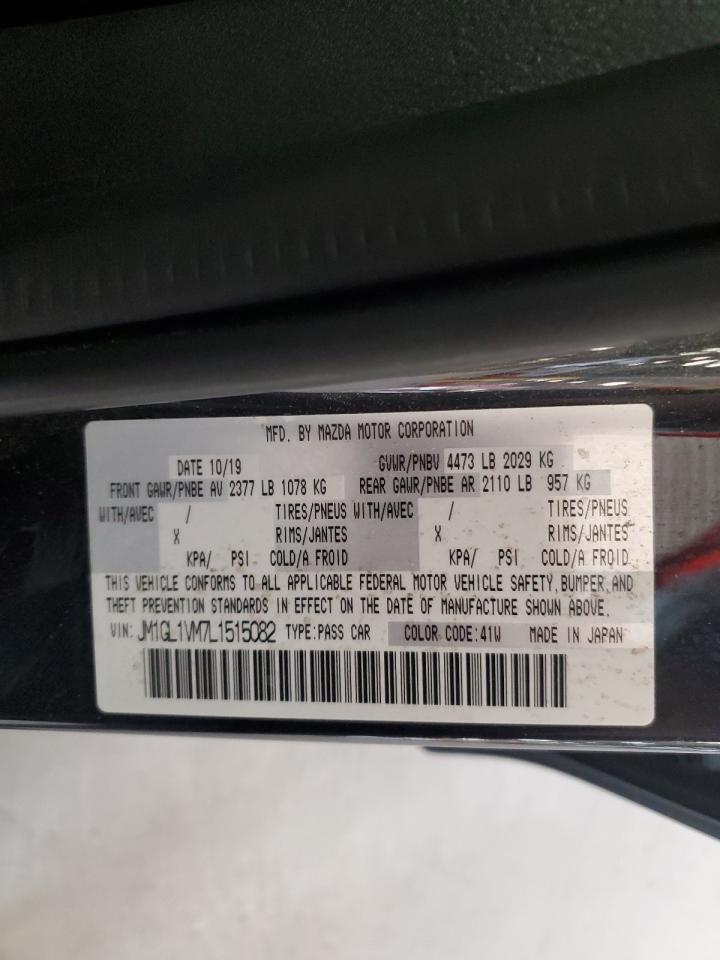 MFD. BY MAZDA MOTOR CORPORATION
DATE 10/19 GVWR/PNBV 4473 LB 2029 KG
FRONT GAWR/PNBE AV 2377 LB 1078 KG REAR GAWR/PNBE AR 2110 LB 957 KG
WITH/AVEC / TIRES/PNEUS WITH/AVEC / TIRES/PNEUS
X RIMS/JANTES X RIMS/JANTES
KPA/ PSI COLD/A FROID KPA/ PSI COLD/A FROID
THIS VEHICLE CONFORMS TO ALL APPLICABLE FEDERAL MOTOR VEHICLE SAFETY, BUMPER, AND
THEFT PREVENTION STANDARDS IN EFFECT ON THE DATE OF MANUFACTURE SHOWN ABOVE.
VIN: JM1GL1VM7L1515082 TYPE:PASS CAR COLOR CODE:41W MADE IN JAPAN